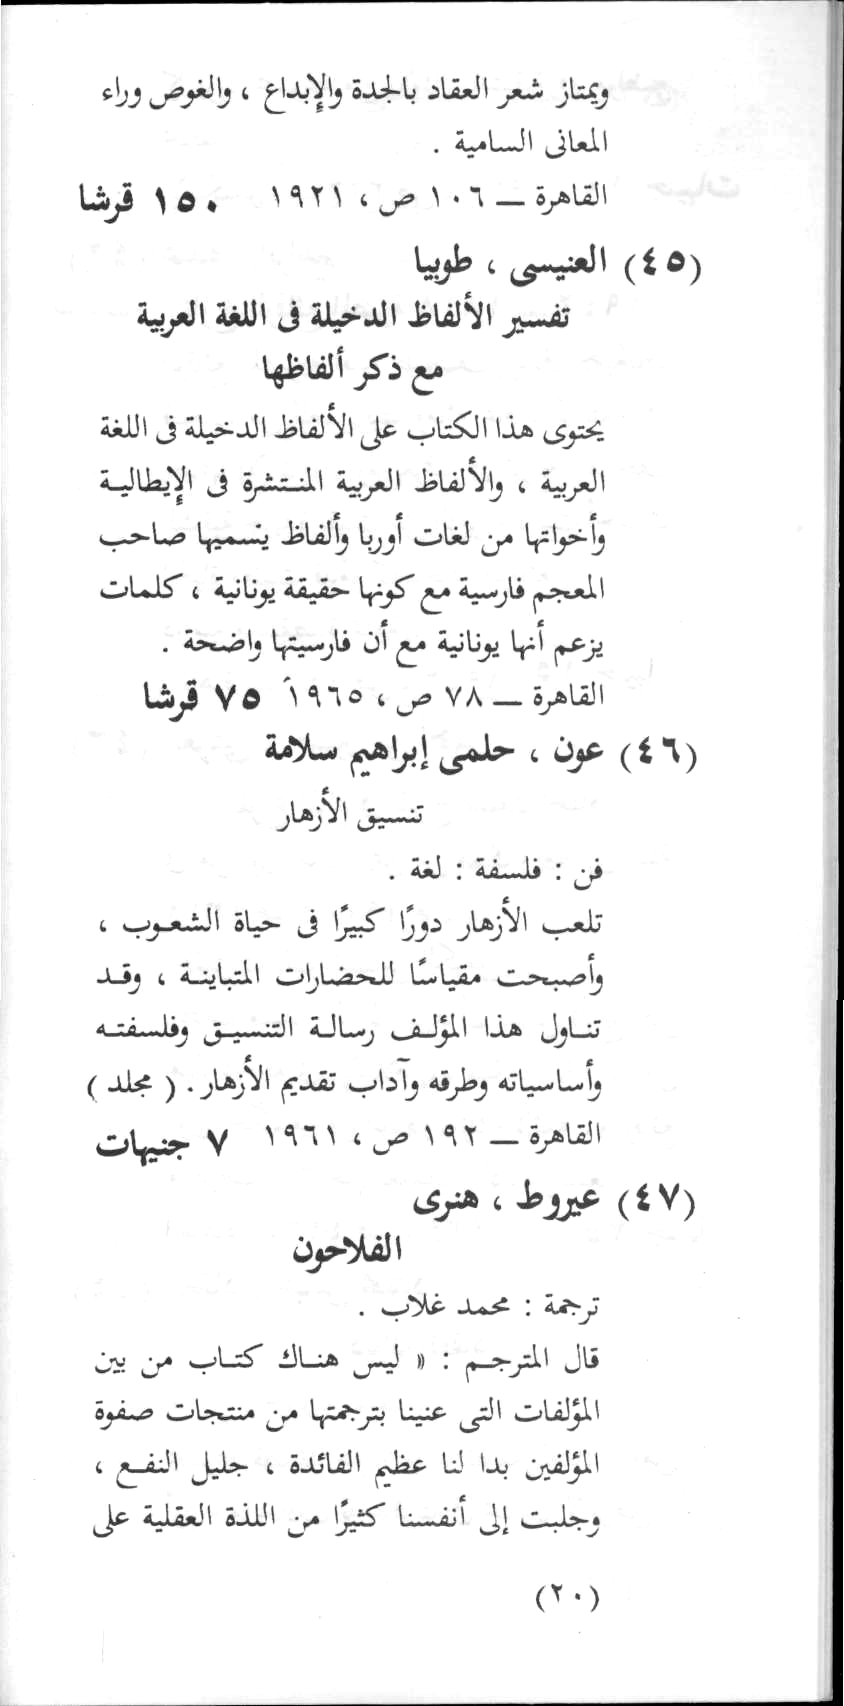 ويمتاز شعر العقاد بالجدة والإبداع ، والغوص وراء
المعانى السامية .
القاهرة ــ ١٠٦ ص ، ١٩٢١ ١٥٠ قرشا
(٤٥) العنيسى ، طوبيا
تفسير الألفاظ الدخيلة فى اللغة العربية
مع ذكر ألفاظها
يحتوى هذا الكتاب على الألفاظ الدخيلة فى اللغة
العربية ، والألفاظ العربية المنتشرة فى الإيطالية
وأخواتها من لغات أوربا وألفاظ يسميها صاحب
المعجم فارسية مع كونها حقيقة يونانية ، كلمات
يزعم أنها يونانية مع أن فارسيتها واضحة .
القاهرة ــ ٧٨ ص ، ١٩٦٥ ٧٥ قرشا
(٤٦) عون ، حلمى إبراهيم سلامة
تنسيق الأزهار
فن : فلسفة : لغة .
تلعب الأزهار دورًا كبيرًا فى حياة الشعوب ،
وأصبحت مقياسًا للحضارات المتباينة ، وقد
تناول هذا المؤلف رسالة التنسيق وفلسفته
وأساسياته وطرقه وآداب تقديم الأزهار . ( مجلد )
القاهرة ــ ١٩٢ ص ، ١٩٦١ ٧ جنيهات
(٤٧) عيروط ، هنرى
الفلاحون
ترجمة : محمد غلاب .
قال المترجم : « ليس هناك كتاب من بين
المؤلفات التى عنينا بترجمتها من منتجات صفوة
المؤلفين بدا لنا عظيم الفائدة ، جليل النفع ،
وجلبت إلى أنفسنا كثيرًا من اللذة العقلية على
(٢٠)